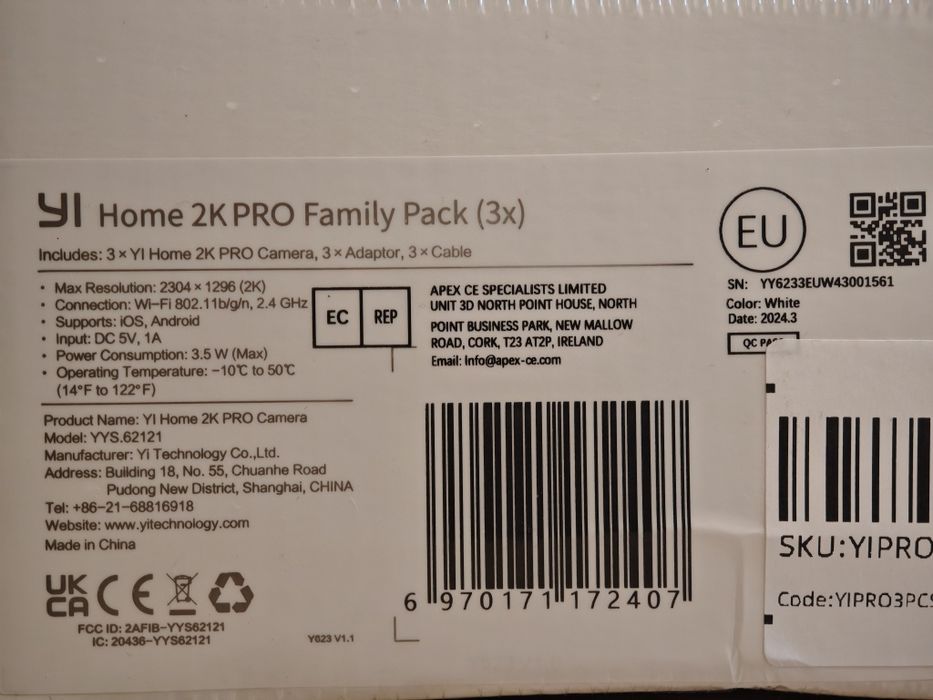 YI Home 2K PRO Family Pack (3x)
Includes: 3 × YI Home 2K PRO Camera, 3 × Adaptor, 3 × Cable
• Max Resolution: 2304 × 1296 (2K)
• Connection: Wi-Fi 802.11b/g/n, 2.4 GHz
• Supports: iOS, Android
• Input: DC 5V, 1A
• Power Consumption: 3.5 W (Max)
• Operating Temperature: -10℃ to 50℃
(14°F to 122°F)
EC REP
APEX CE SPECIALISTS LIMITED
UNIT 3D NORTH POINT HOUSE, NORTH
POINT BUSINESS PARK, NEW MALLOW
ROAD, CORK, T23 AT2P, IRELAND
Email: Info@apex-ce.com
EU
SN: YY6233EUW43001561
Color: White
Date: 2024.3
QC
Product Name: YI Home 2K PRO Camera
Model: YYS.62121
Manufacturer: Yi Technology Co.,Ltd.
Address: Building 18, No. 55, Chuanhe Road
Pudong New District, Shanghai, CHINA
Tel: +86-21-68816918
Website: www.yitechnology.com
Made in China
UK
CA CE
FCC ID: 2AFIB-YYS62121
IC: 20436-YYS62121
Y623 V1.1
6 970171 172407
SKU:YIPRO
Code:YIPRO3PCS